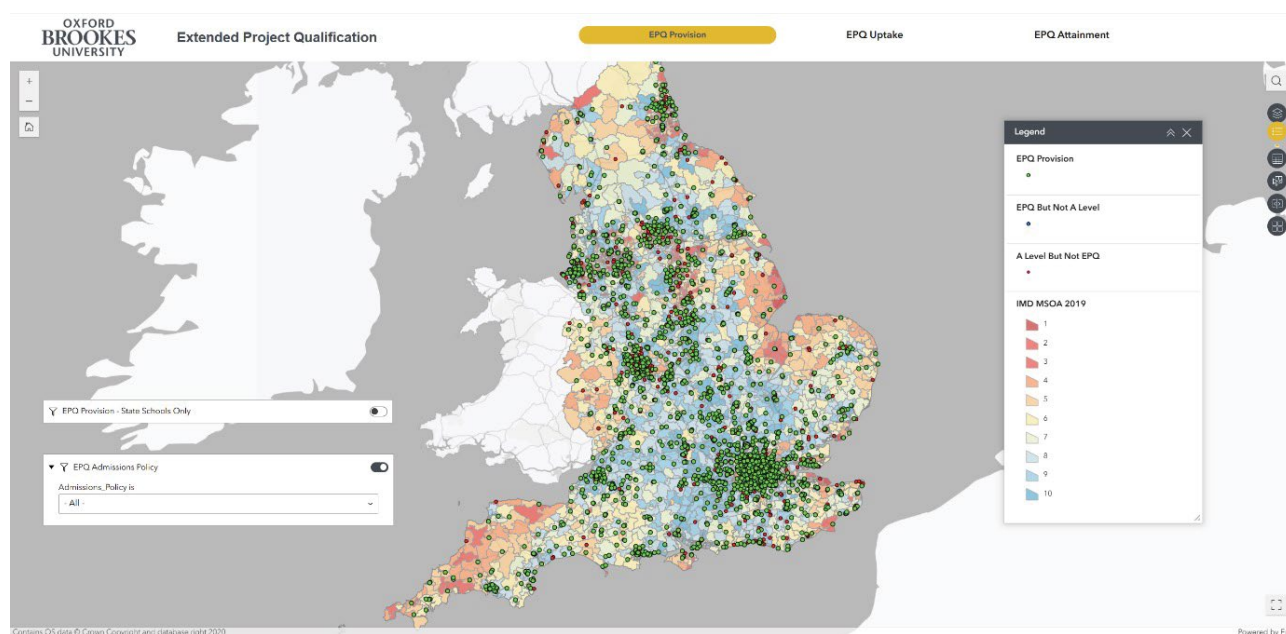 OXFORD
BROOKES
UNIVERSITY
Extended Project Qualification
EPQ Provision
EPQ Uptake
EPQ Attainment
+
−
Legend
EPQ Provision
EPQ But Not A Level
A Level But Not EPQ
IMD MSOA 2019
1
2
3
4
5
6
7
8
9
10
EPQ Provision - State Schools Only
EPQ Admissions Policy
Admissions_Policy is
- All -
Contains OS data © Crown Copyright and database right 2020
Powered by E